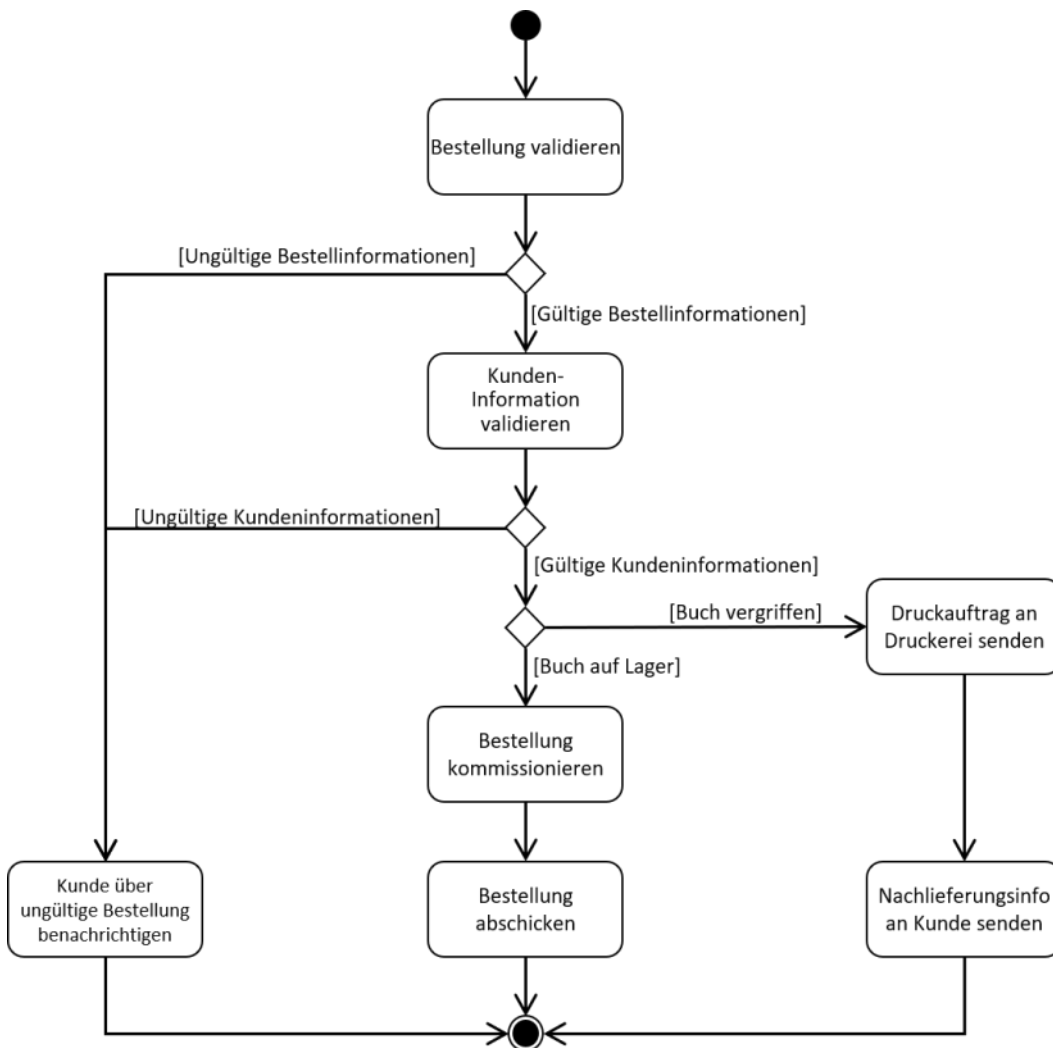 Bestellung validieren
[Ungültige Bestellinformationen]
[Gültige Bestellinformationen]
Kunden-
Information
validieren
[Ungültige Kundeninformationen]
[Gültige Kundeninformationen]
[Buch vergriffen]
Druckauftrag an
Druckerei senden
[Buch auf Lager]
Bestellung
kommissionieren
Kunde über
ungültige Bestellung
benachrichtigen
Bestellung
abschicken
Nachlieferungsinfo
an Kunde senden